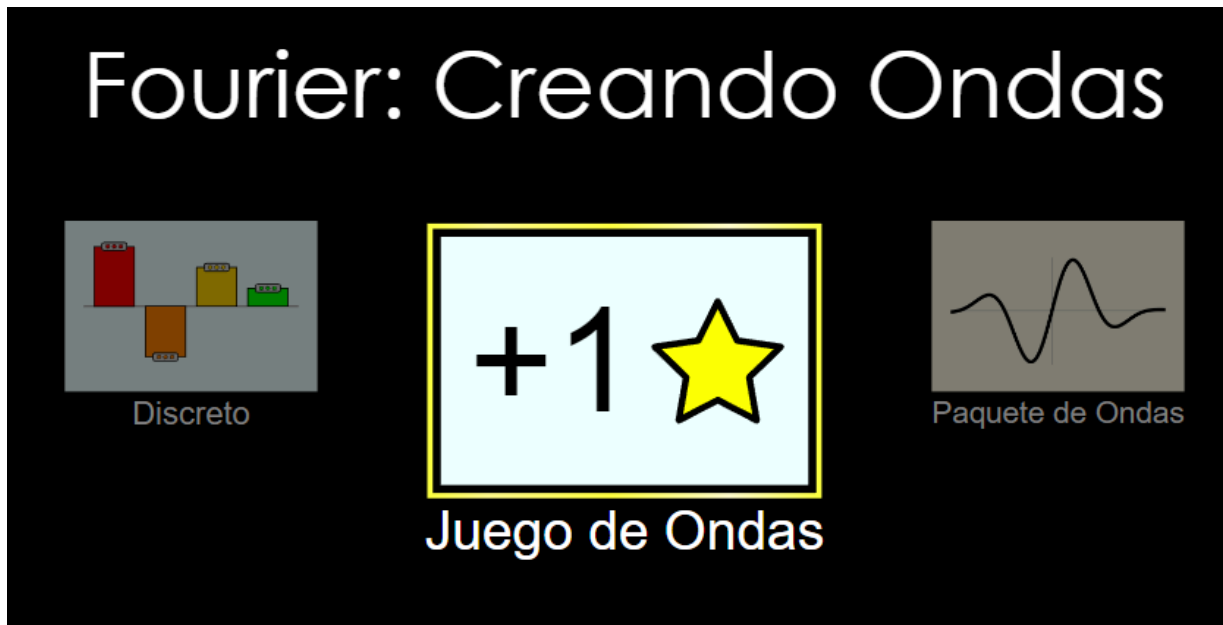 Fourier: Creando Ondas
+1
Discreto
Juego de Ondas
Paquete de Ondas